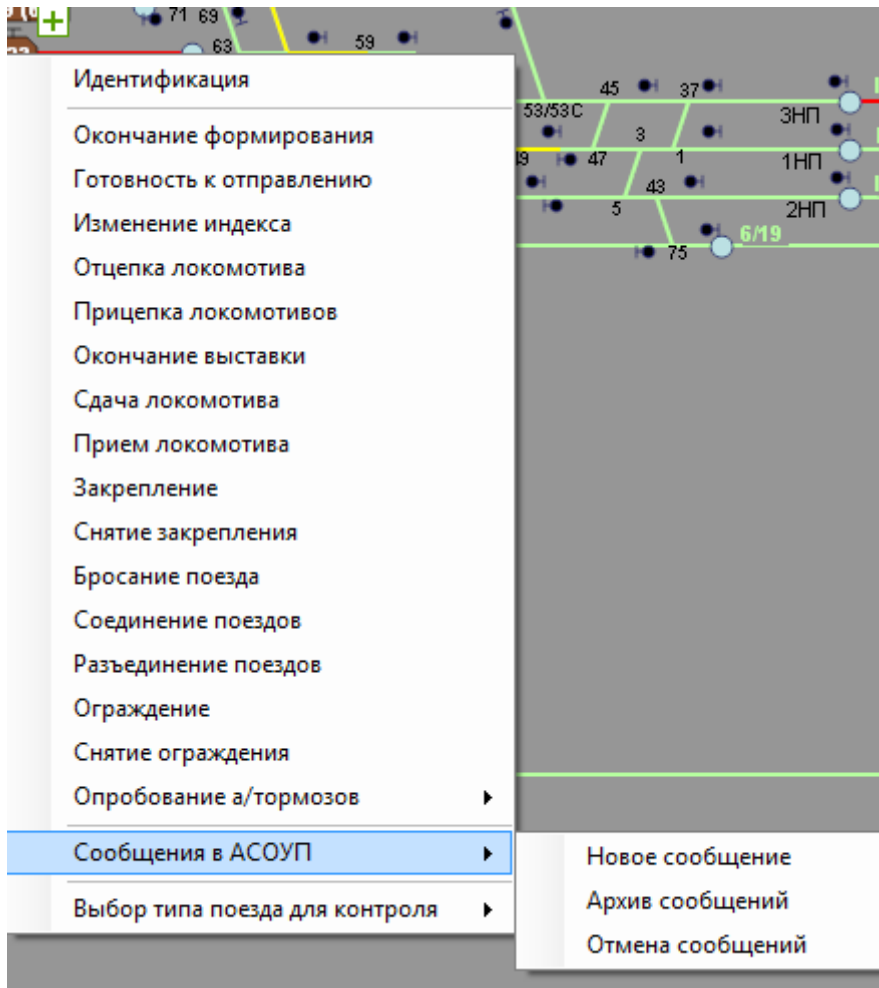 71 69
63 59
Идентификация
45 37
53/53С 3НП
Окончание формирования
3
47 1 1НП
Готовность к отправлению
43
5 2НП
Изменение индекса
6/19
75
Отцепка локомотива
Прицепка локомотивов
Окончание выставки
Сдача локомотива
Прием локомотива
Закрепление
Снятие закрепления
Бросание поезда
Соединение поездов
Разъединение поездов
Ограждение
Снятие ограждения
Опробование а/тормозов
Сообщения в АСОУП
Новое сообщение
Архив сообщений
Выбор типа поезда для контроля
Отмена сообщений